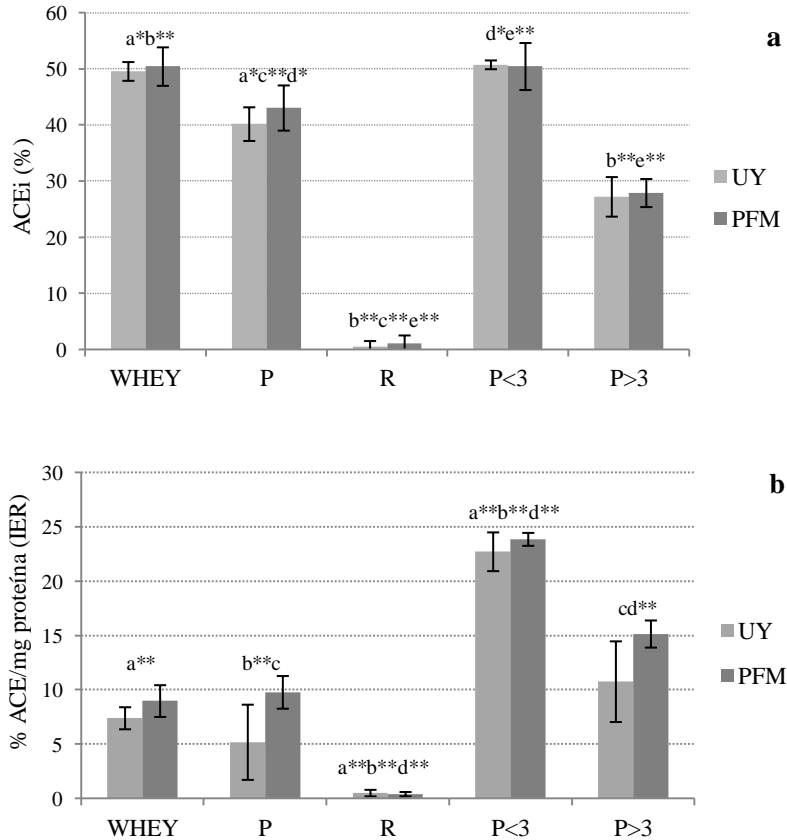 a
60
50
40
30
20
10
0
ACEi (%)
a*b**
a*c**d*
b**c**e**
d*e**
b**e**
UY
PFM
WHEY P R P<3 P>3
b
30
25
20
15
10
5
0
% ACE/mg proteína (IER)
a**
b**c
a**b**d**
a**b**d**
cd**
UY
PFM
WHEY P R P<3 P>3